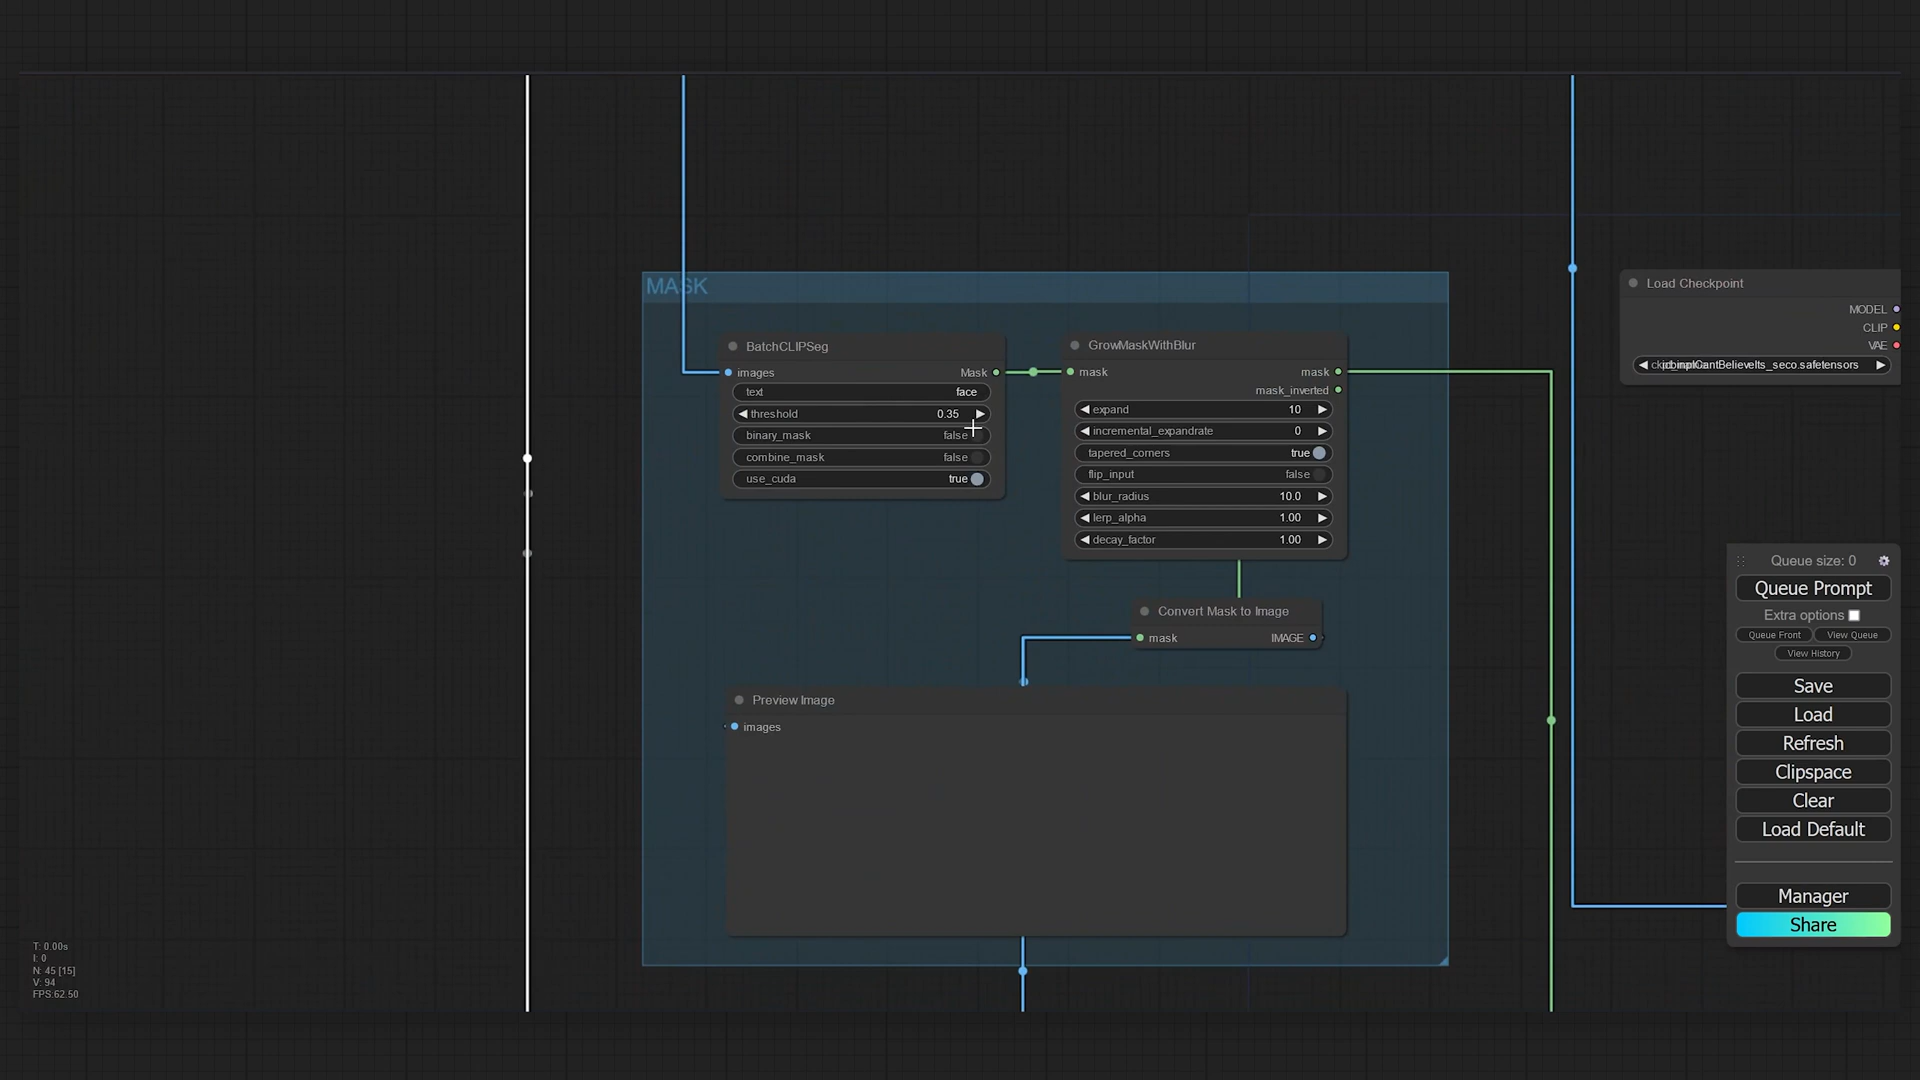 MASK
BatchCLIPSeg
images Mask
text face
threshold 0.35
binary_mask false
combine_mask false
use_cuda true
GrowMaskWithBlur
mask mask
mask_inverted
expand 10
incremental_expandrate 0
tapered_corners true
flip_input false
blur_radius 10.0
lerp_alpha 1.00
decay_factor 1.00
Convert Mask to Image
mask IMAGE
Preview Image
images
Load Checkpoint
MODEL
CLIP
VAE
Queue size: 0
Queue Prompt
Extra options
Queue Front View Queue
View History
Save
Load
Refresh
Clipspace
Clear
Load Default
Manager
Share
T: 0.00s
I: 0
N: 45 [15]
V: 94
FPS:62.50